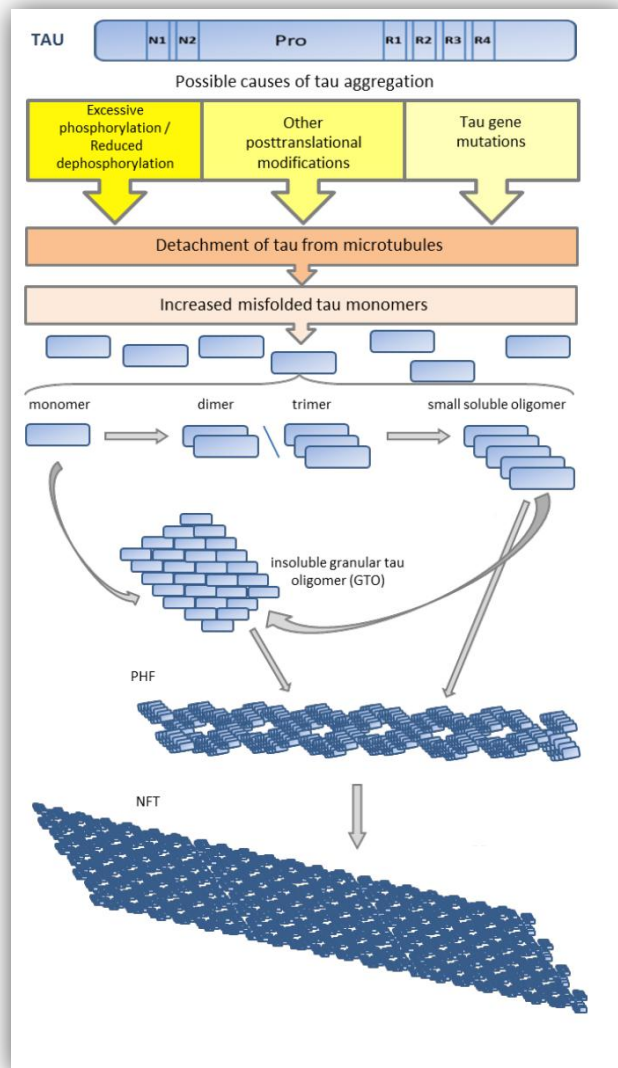 TAU N1 N2 Pro R1 R2 R3 R4
Possible causes of tau aggregation
Excessive
phosphorylation /
Reduced
dephosphorylation
Other
posttranslational
modifications
Tau gene
mutations
Detachment of tau from microtubules
Increased misfolded tau monomers
monomer dimer trimer small soluble oligomer
insoluble granular tau
oligomer (GTO)
PHF
NFT